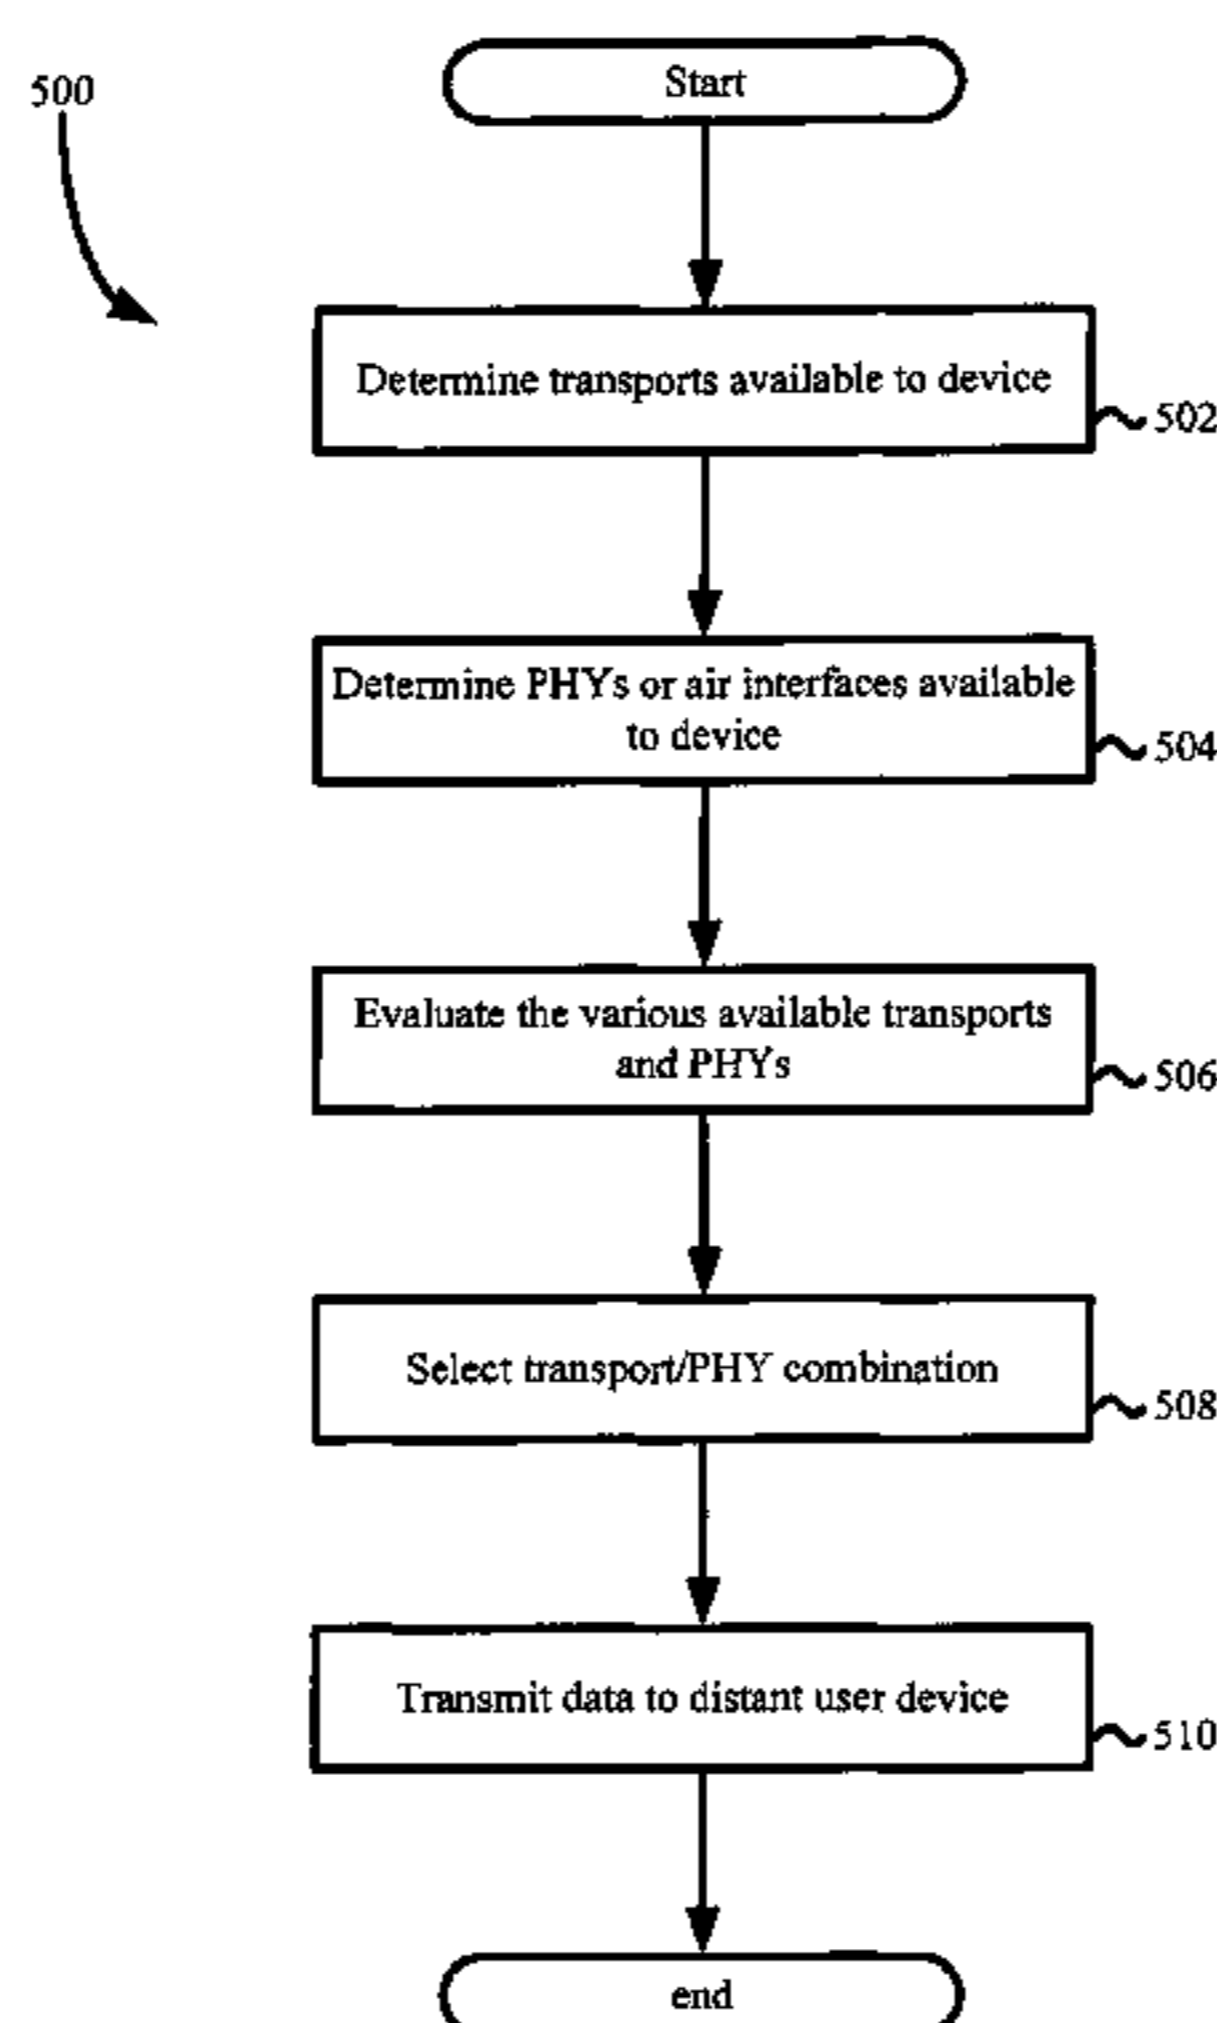 500
Start
Determine transports available to device
502
Determine PHYs or air interfaces available
to device
504
Evaluate the various available transports
and PHYs
506
Select transport/PHY combination
508
Transmit data to distant user device
510
end